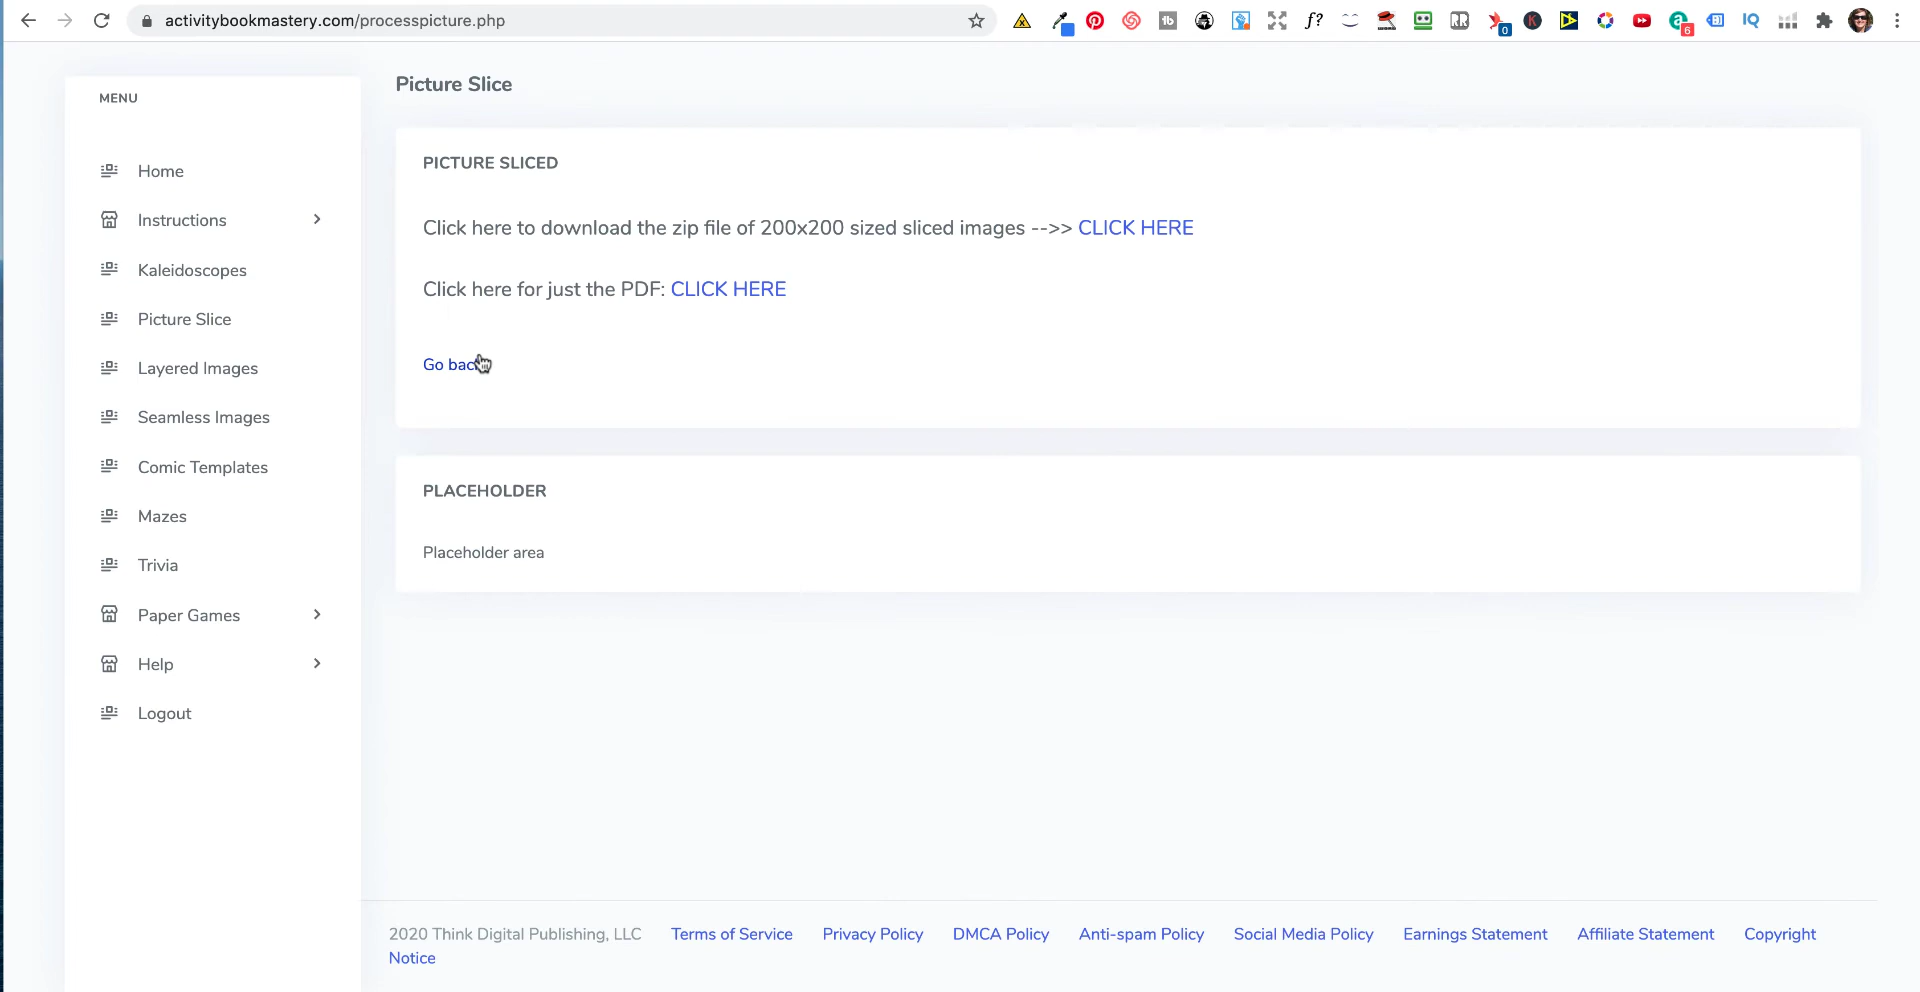 activitybookmastery.com/processpicture.php
MENU
Home
Instructions
Kaleidoscopes
Picture Slice
Layered Images
Seamless Images
Comic Templates
Mazes
Trivia
Paper Games
Help
Logout
Picture Slice
PICTURE SLICED
Click here to download the zip file of 200x200 sized sliced images -->> CLICK HERE
Click here for just the PDF: CLICK HERE
Go back
PLACEHOLDER
Placeholder area
2020 Think Digital Publishing, LLC Terms of Service Privacy Policy DMCA Policy Anti-spam Policy Social Media Policy Earnings Statement Affiliate Statement Copyright
Notice